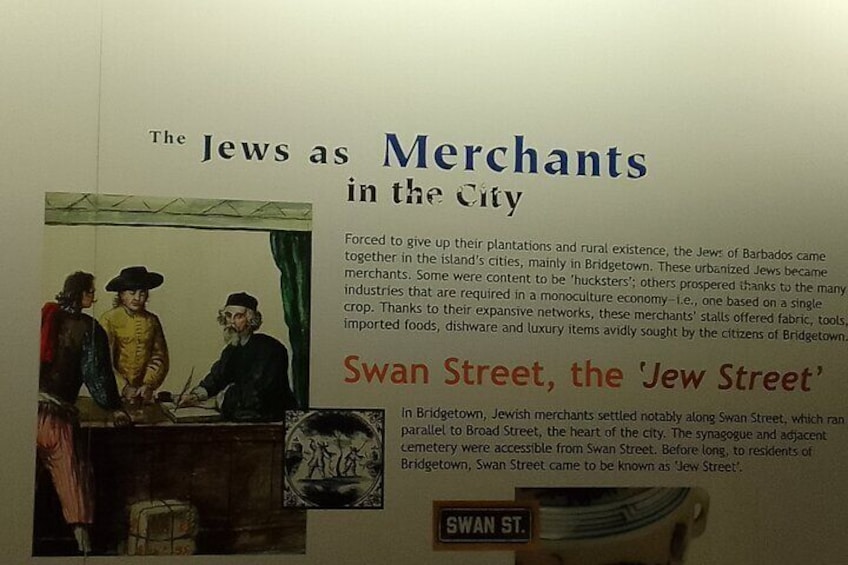 The Jews as Merchants
in the City
Forced to give up their plantations and rural existence, the Jews of Barbados came
together in the island's cities, mainly in Bridgetown. These urbanized Jews became
merchants. Some were content to be 'hucksters'; others prospered thanks to the many
industries that are required in a monoculture economy—i.e., one based on a single
crop. Thanks to their expansive networks, these merchants' stalls offered fabric, tools,
imported foods, dishware and luxury items avidly sought by the citizens of Bridgetown.
Swan Street, the 'Jew Street'
In Bridgetown, Jewish merchants settled notably along Swan Street, which ran
parallel to Broad Street, the heart of the city. The synagogue and adjacent
cemetery were accessible from Swan Street. Before long, to residents of
Bridgetown, Swan Street came to be known as 'Jew Street'.
SWAN ST.